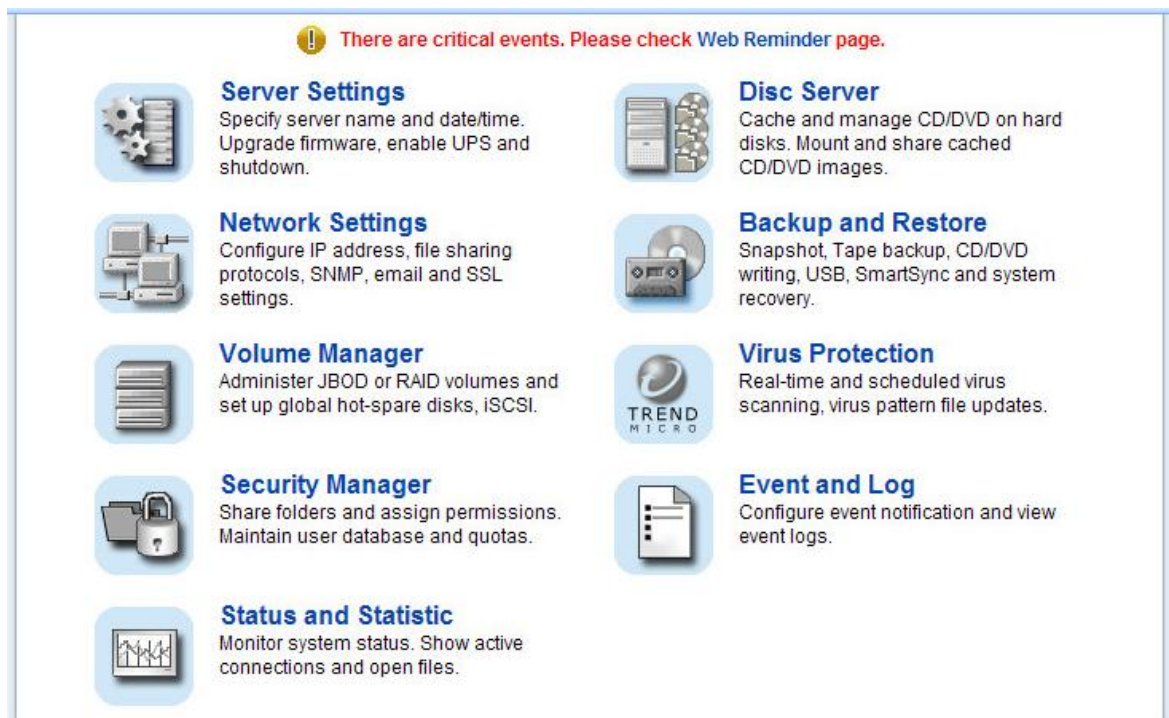 There are critical events. Please check Web Reminder page.
Server Settings
Specify server name and date/time.
Upgrade firmware, enable UPS and
shutdown.
Network Settings
Configure IP address, file sharing
protocols, SNMP, email and SSL
settings.
Volume Manager
Administer JBOD or RAID volumes and
set up global hot-spare disks, iSCSI.
Security Manager
Share folders and assign permissions.
Maintain user database and quotas.
Status and Statistic
Monitor system status. Show active
connections and open files.
Disc Server
Cache and manage CD/DVD on hard
disks. Mount and share cached
CD/DVD images.
Backup and Restore
Snapshot, Tape backup, CD/DVD
writing, USB, SmartSync and system
recovery.
TREND
MICRO
Virus Protection
Real-time and scheduled virus
scanning, virus pattern file updates.
Event and Log
Configure event notification and view
event logs.